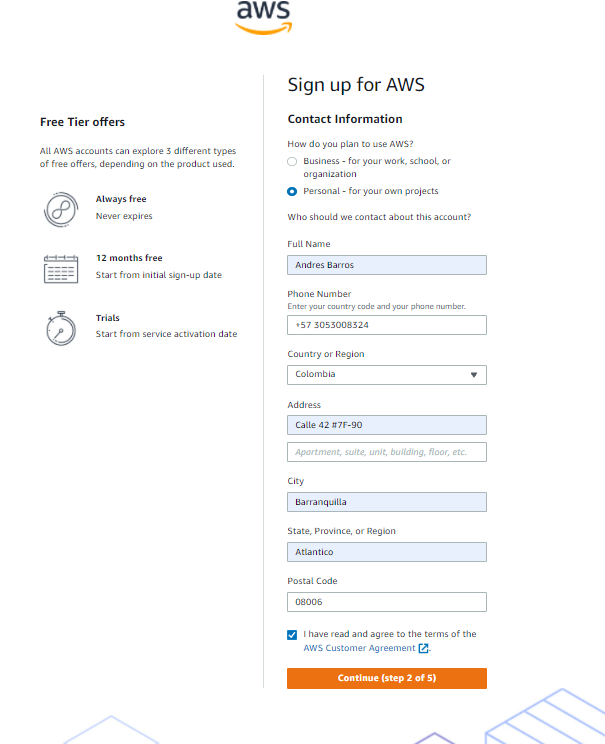 aws
Free Tier offers
All AWS accounts can explore 3 different types
of free offers, depending on the product used.
Always free
Never expires
12 months free
Start from initial sign-up date
Trials
Start from service activation date
Sign up for AWS
Contact Information
How do you plan to use AWS?
Business - for your work, school, or
organization
Personal - for your own projects
Who should we contact about this account?
Full Name
Andres Barros
Phone Number
Enter your country code and your phone number.
+57 3053008324
Country or Region
Colombia
Address
Calle 42 #7F-90
Apartment, suite, unit, building, floor, etc.
City
Barranquilla
State, Province, or Region
Atlantico
Postal Code
08006
I have read and agree to the terms of the
AWS Customer Agreement.
Continue (step 2 of 5)